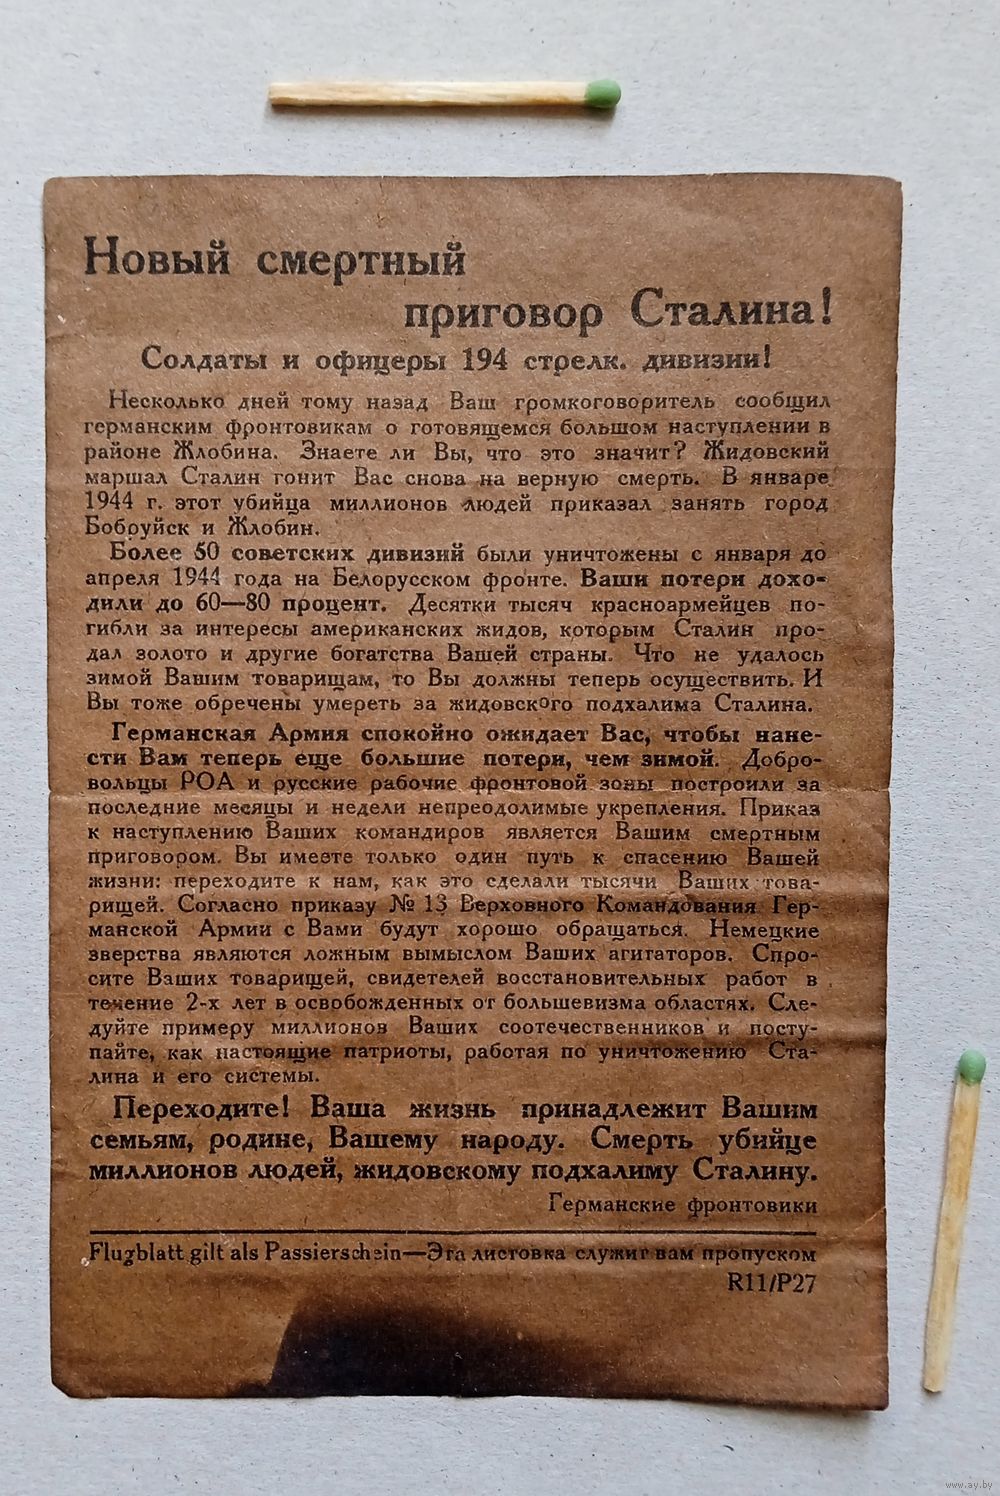 Новый смертный
приговор Сталина!
Солдаты и офицеры 194 стрелк. дивизии!
Несколько дней тому назад Ваш громкоговоритель сообщил
германским фронтовикам о готовящемся большом наступлении в
районе Жлобина. Знаете ли Вы, что это значит? Жидовский
маршал Сталин гонит Вас снова на верную смерть. В январе
1944 г. этот убийца миллионов людей приказал занять город
Бобруйск и Жлобин.
Более 50 советских дивизий были уничтожены с января до
апреля 1944 года на Белорусском фронте. Ваши потери дохо-
дили до 60—80 процент. Десятки тысяч красноармейцев по-
гибли за интересы американских жидов, которым Сталин про-
дал золото и другие богатства Вашей страны. Что не удалось
зимой Вашим товарищам, то Вы должны теперь осуществить. И
Вы тоже обречены умереть за жидовского подхалима Сталина.
Германская Армия спокойно ожидает Вас, чтобы нане-
сти Вам теперь еще большие потери, чем зимой. Добро-
вольцы РОА и русские рабочие фронтовой зоны построили за
последние месяцы и недели непреодолимые укрепления. Приказ
к наступлению Ваших командиров является Вашим смертным
приговором. Вы имеете только один путь к спасению Вашей
жизни: переходите к нам, как это сделали тысячи Ваших това-
рищей. Согласно приказу № 13 Верховного Командования Гер-
манской Армии с Вами будут хорошо обращаться. Немецкие
зверства являются ложным вымыслом Ваших агитаторов. Спро-
сите Ваших товарищей, свидетелей восстановительных работ в
течение 2-х лет в освобожденных от большевизма областях. Сле-
дуйте примеру миллионов Ваших соотечественников и посту-
пайте, как настоящие патриоты, работая по уничтожению Ста-
лина и его системы.
Переходите! Ваша жизнь принадлежит Вашим
семьям, родине, Вашему народу. Смерть убийце
миллионов людей, жидовскому подхалиму Сталину.
Германские фронтовики
Flugblatt gilt als Passierschein—Эта листовка служит вам пропуском
R11/P27
www.ay.by